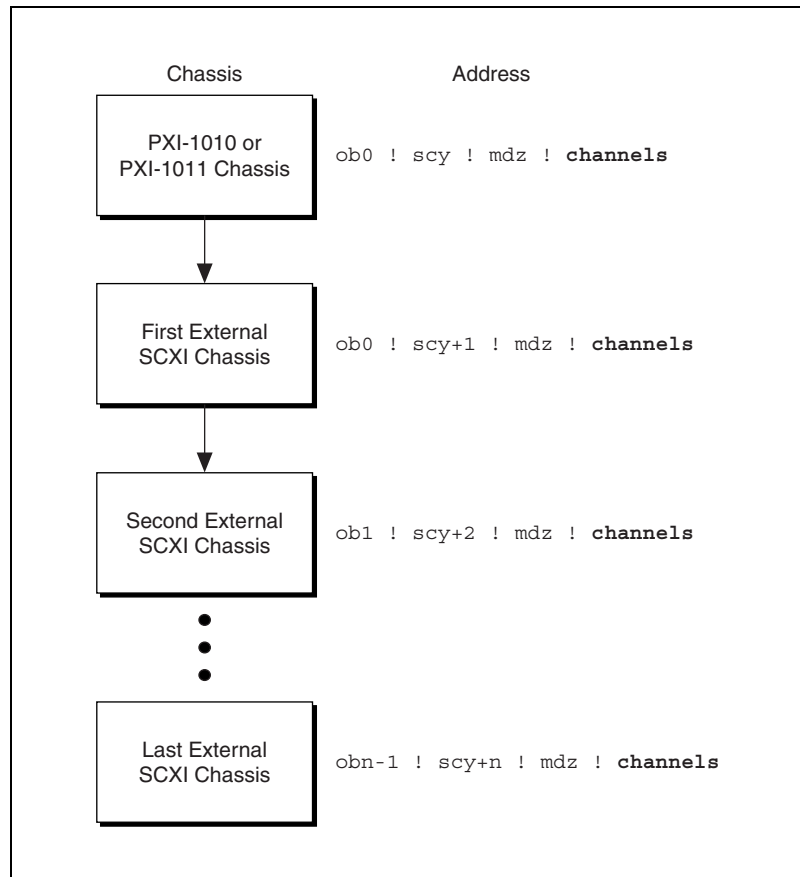 Chassis Address
PXI-1010 or
PXI-1011 Chassis
ob0 ! scy ! mdz ! channels
First External
SCXI Chassis
ob0 ! scy+1 ! mdz ! channels
Second External
SCXI Chassis
ob1 ! scy+2 ! mdz ! channels
Last External
SCXI Chassis
obn-1 ! scy+n ! mdz ! channels